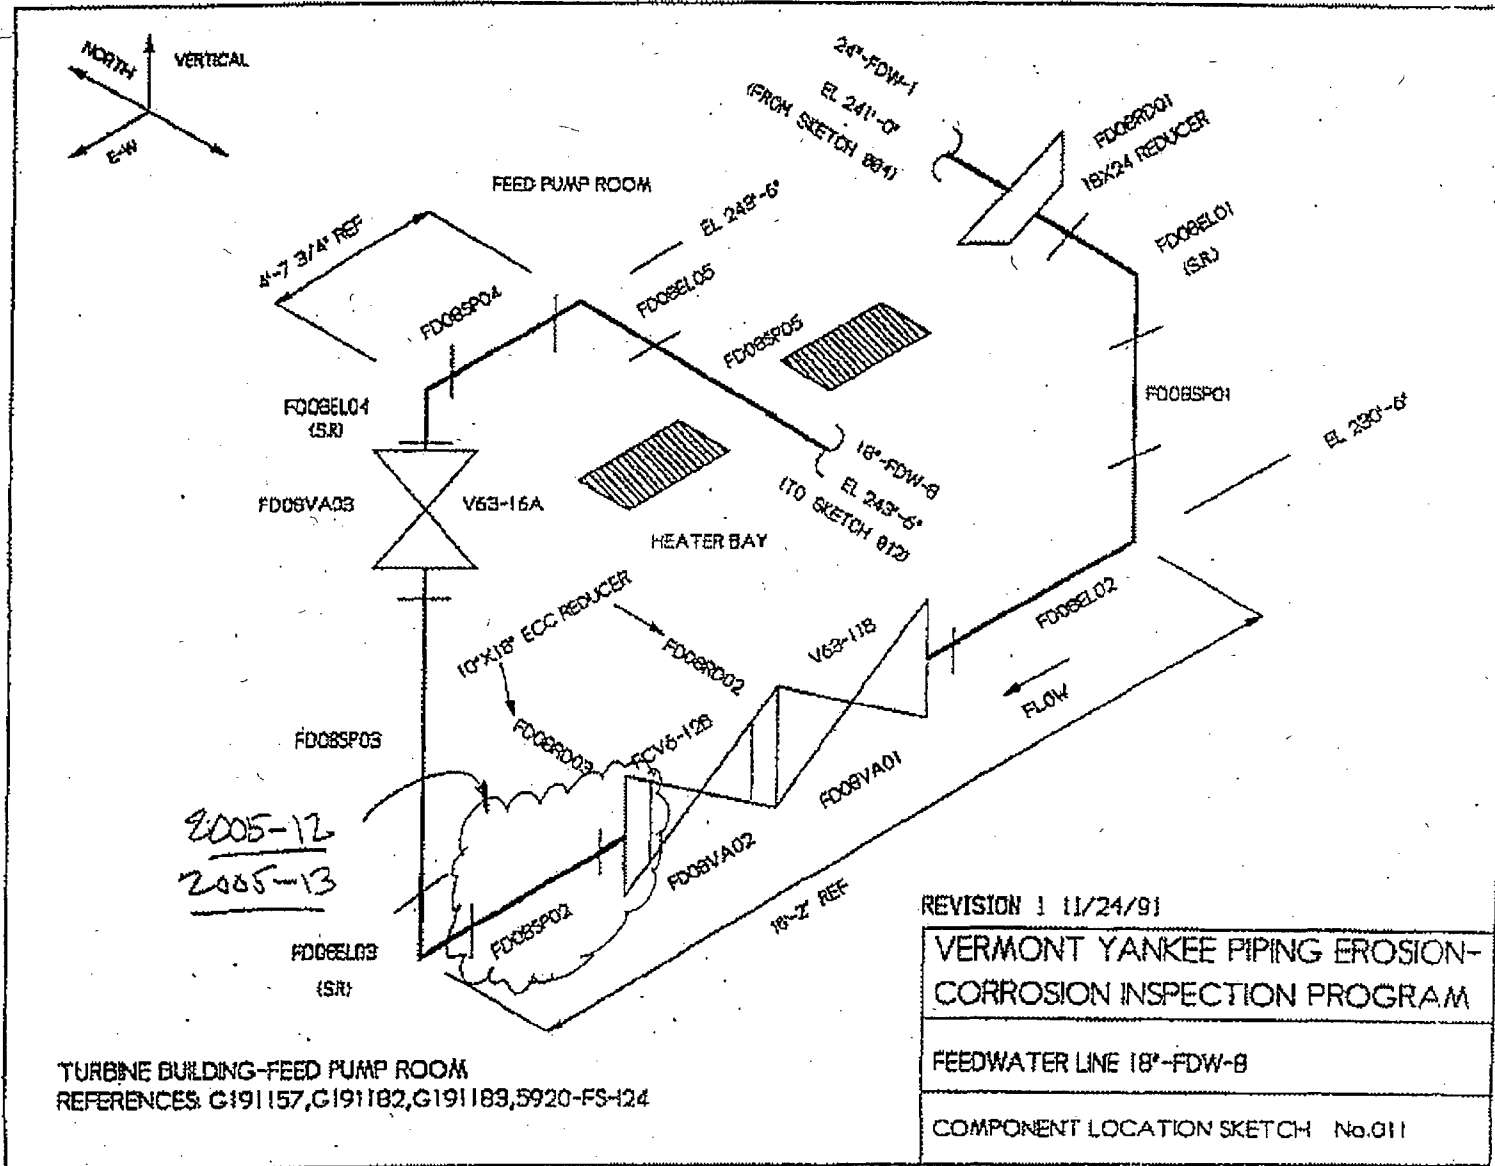 NORTH
VERTICAL
E-W
24"-FDW-1
EL 241'-0"
(FROM SKETCH 004)
FD08RD01
18X24 REDUCER
FEED PUMP ROOM
EL 243'-6"
4'-7 3/4" REF
FD08EL01
(S.R)
FD08SP04
FD08EL05
FD08SP05
FD08SP01
FD08EL04
(S.R)
EL 230'-6"
18"-FDW-8
EL 243'-6"
(TO SKETCH 012)
FD08VA03
V63-16A
HEATER BAY
10"X18" ECC REDUCER
FD08EL02
FD08RD02
V63-11B
FLOW
FD08SP03
FD08RD03
FCV6-12B
FD08VA01
2005-12
2005-13
FD08VA02
18'-2" REF
FD08SP02
FD08EL03
(S.R)
REVISION 1 11/24/91
VERMONT YANKEE PIPING EROSION-
CORROSION INSPECTION PROGRAM
FEEDWATER LINE 18"-FDW-8
TURBINE BUILDING-FEED PUMP ROOM
REFERENCES: G191157,G191182,G191183,5920-FS-124
COMPONENT LOCATION SKETCH No.011